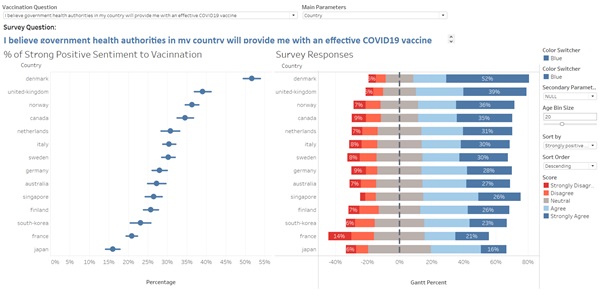 Vaccination Question
I believe government health authorities in my country will provide me with an effective COVID19 vaccine
Main Parameters
Country
Survey Question:
I believe government health authorities in my country will provide me with an effective COVID19 vaccine
% of Strong Positive Sentiment to Vaccination
Country
denmark
united-kingdom
norway
canada
netherlands
italy
sweden
germany
australia
singapore
finland
south-korea
france
japan
0% 5% 10% 15% 20% 25% 30% 35% 40% 45% 50% 55%
Percentage
Survey Responses
Country
denmark 52%
united-kingdom 39%
norway 7% 36%
canada 9% 35%
netherlands 7% 31%
italy 8% 30%
sweden 8% 30%
germany 9% 28%
australia 7% 27%
singapore 26%
finland 7% 26%
south-korea 6% 23%
france 14% 21%
japan 6% 16%
-40% -20% 0% 20% 40% 60% 80%
Gantt Percent
Color Switcher
Blue
Color Switcher
Blue
Secondary Paramet..
NULL
Age Bin Size
20
Sort by
Strongly positive...
Sort Order
Descending
Score
Strongly Disagr..
Disagree
Neutral
Agree
Strongly Agree